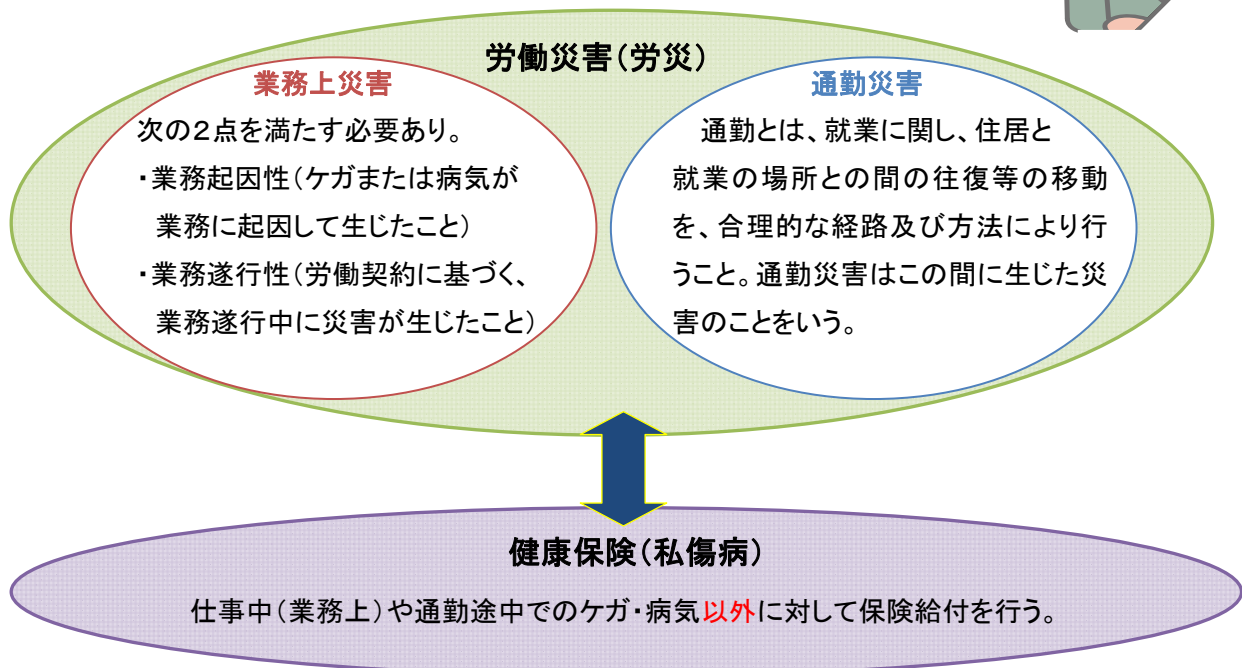 労働災害(労災)
業務上災害
次の2点を満たす必要あり。
・業務起因性(ケガまたは病気が
業務に起因して生じたこと)
・業務遂行性(労働契約に基づく、
業務遂行中に災害が生じたこと)
通勤災害
通勤とは、就業に関し、住居と
就業の場所との間の往復等の移動
を、合理的な経路及び方法により行
うこと。通勤災害はこの間に生じた災
害のことをいう。
健康保険(私傷病)
仕事中(業務上)や通勤途中でのケガ・病気以外に対して保険給付を行う。